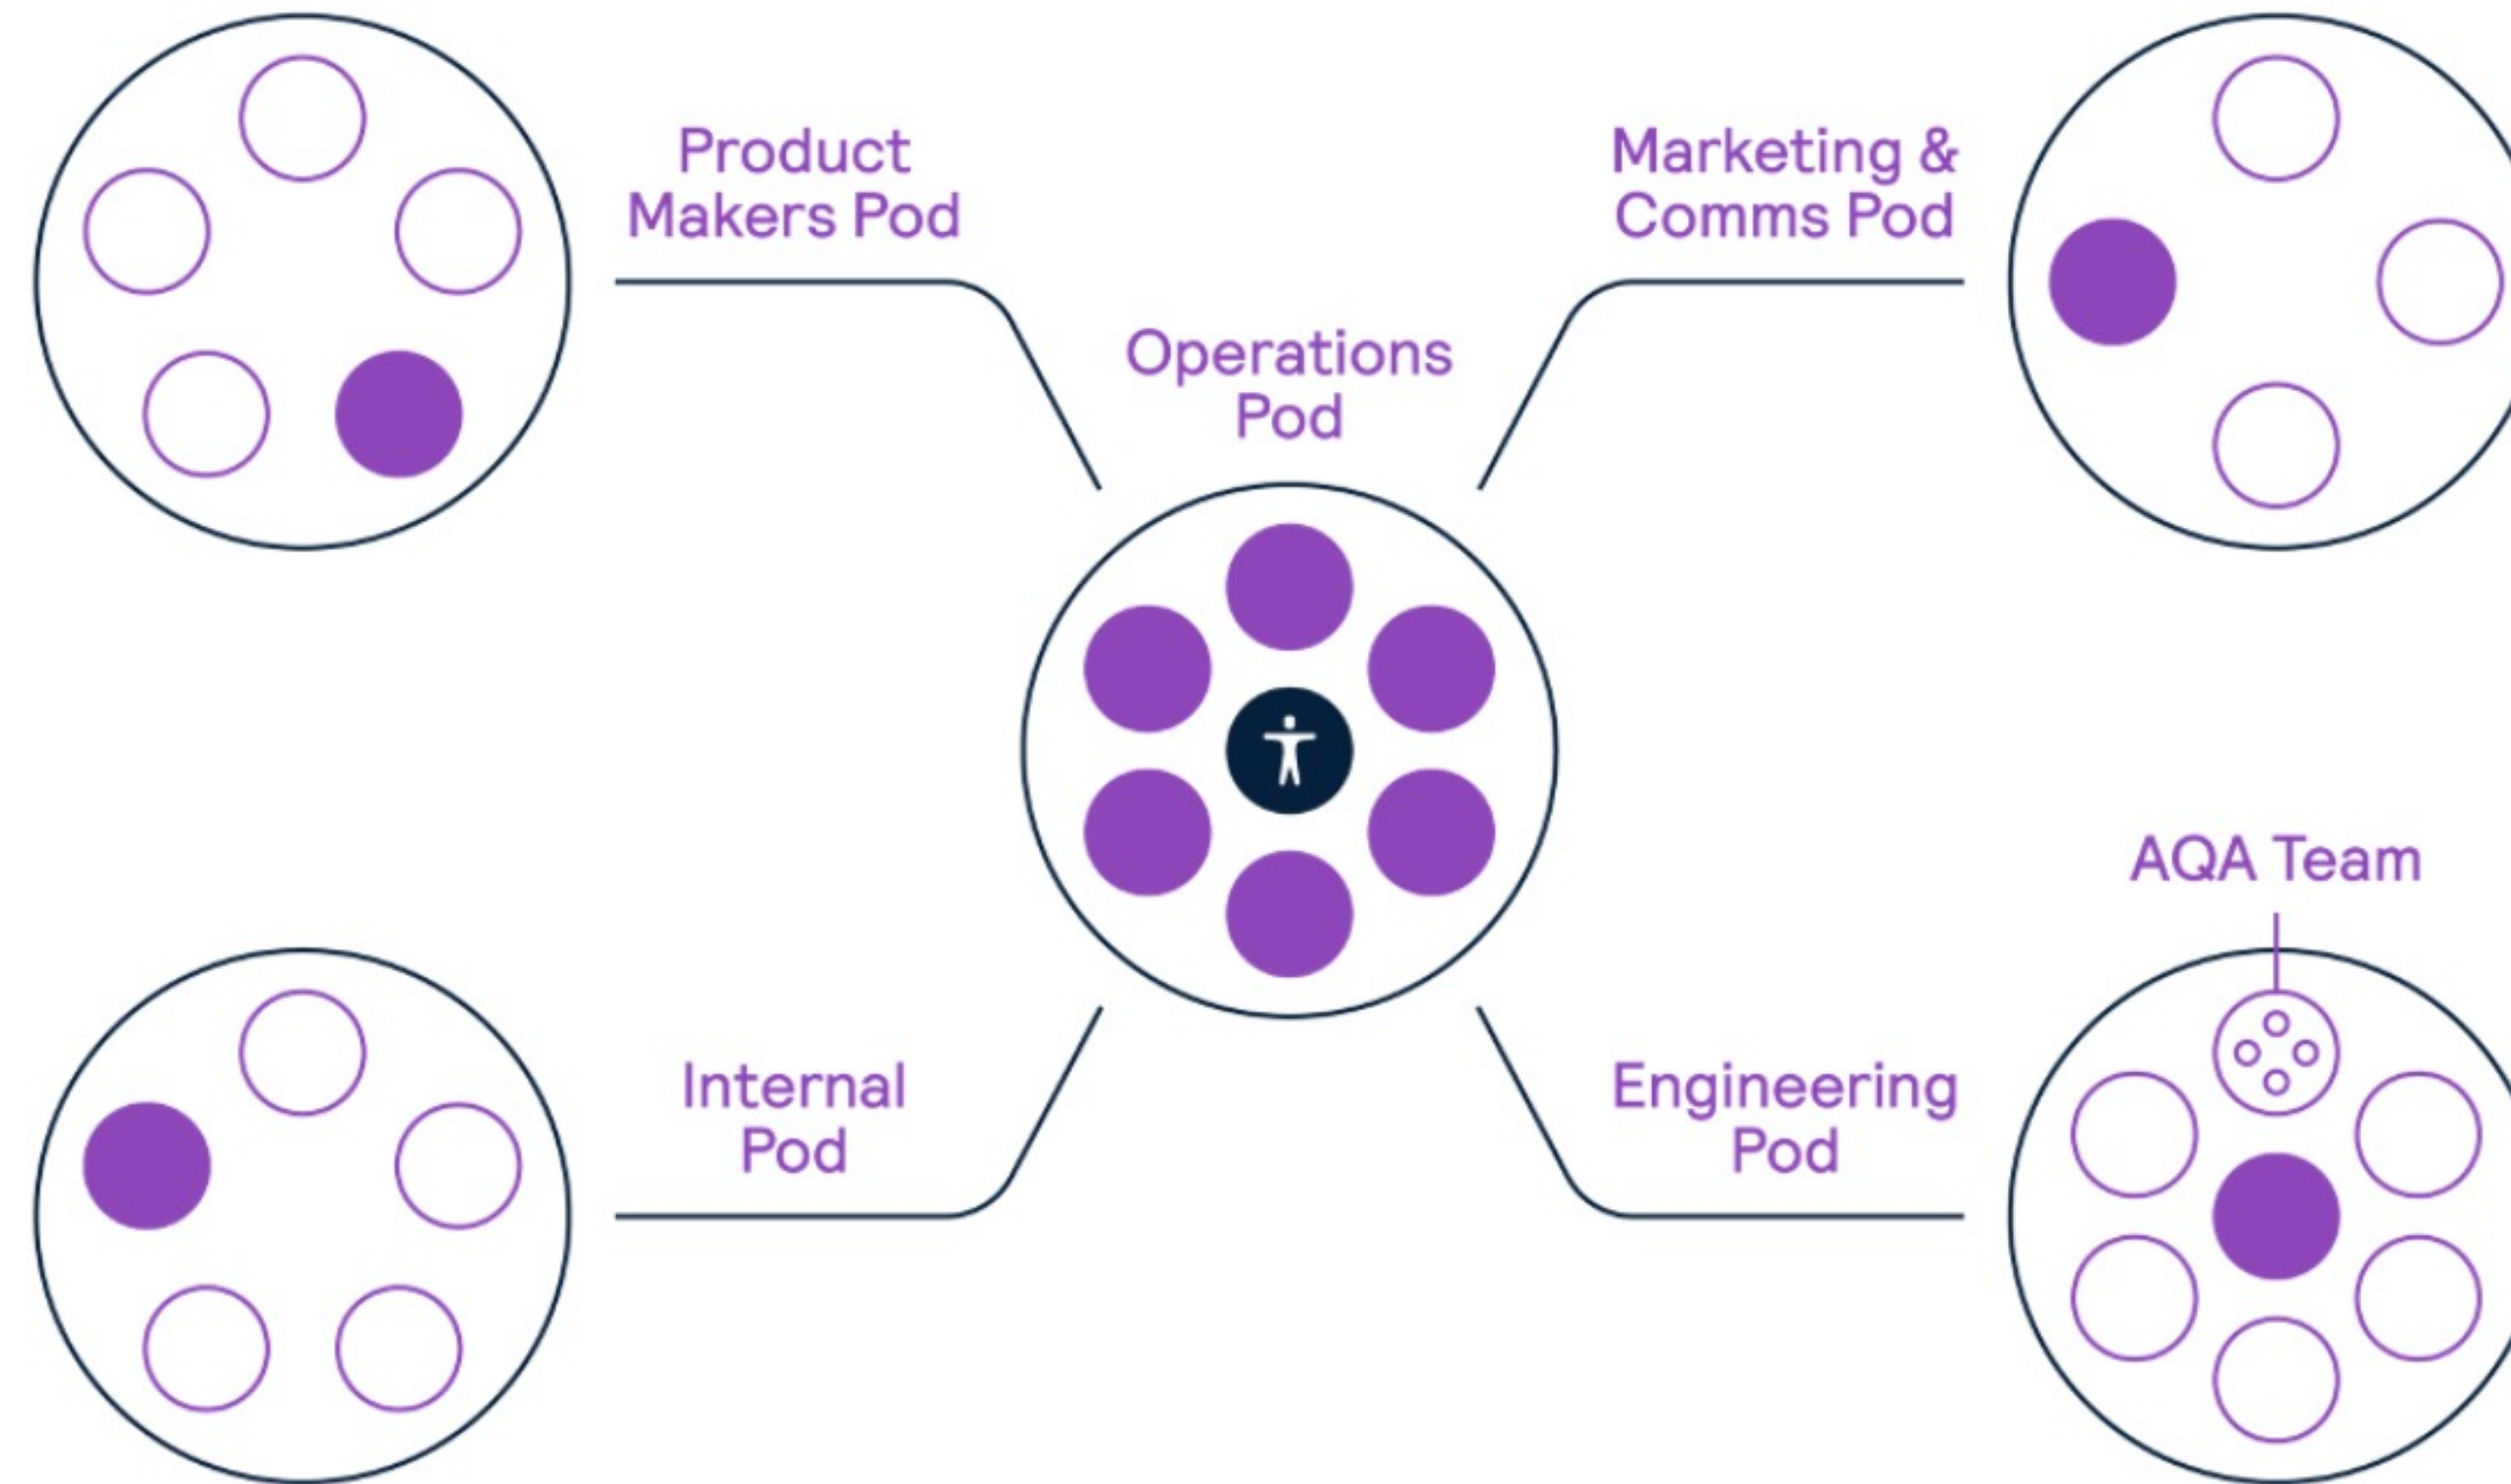 Product
Makers Pod
Marketing &
Comms Pod
Operations
Pod
AQA Team
Internal
Pod
Engineering
Pod